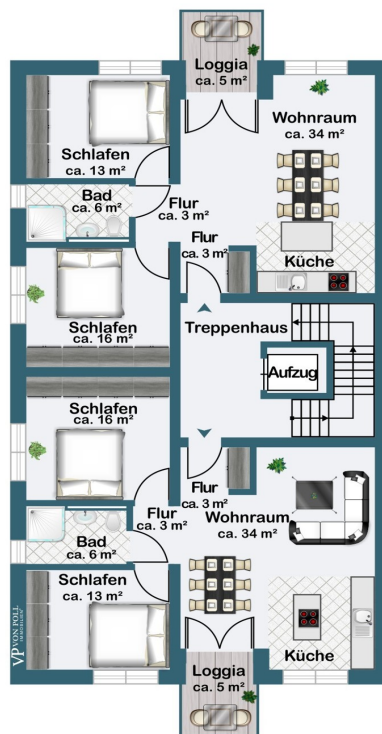 Loggia
ca. 5 m²
Wohnraum
ca. 34 m²
Schlafen
ca. 13 m²
Bad
ca. 6 m²
Flur
ca. 3 m²
Flur
ca. 3 m²
Küche
Schlafen
ca. 16 m²
Treppenhaus
Aufzug
Schlafen
ca. 16 m²
Flur
ca. 3 m²
Flur
ca. 3 m²
Wohnraum
ca. 34 m²
Bad
ca. 6 m²
Schlafen
ca. 13 m²
Küche
Loggia
ca. 5 m²
VP VON POLL
IMMOBILIEN